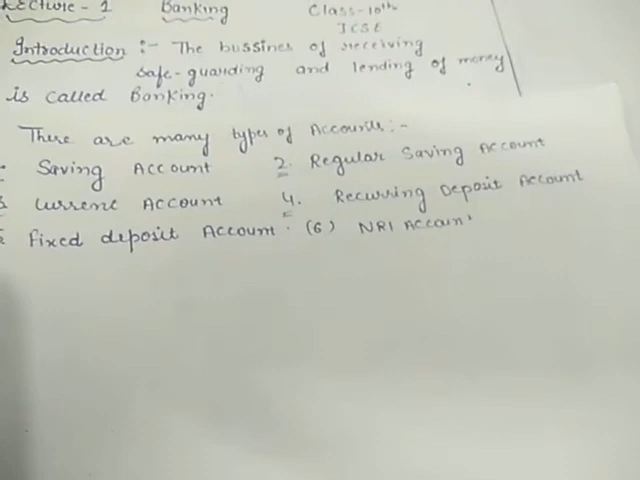 Lecture - 1 Banking Class-10th
ICSE
Introduction :- The bussines of receiving
safe-guarding and lending of money
is called Banking.
There are many types of Accounts:-
Saving Account 2. Regular Saving Account
Current Account 4. Recurring Deposit Account
Fixed deposit Account. (6) NRI Account